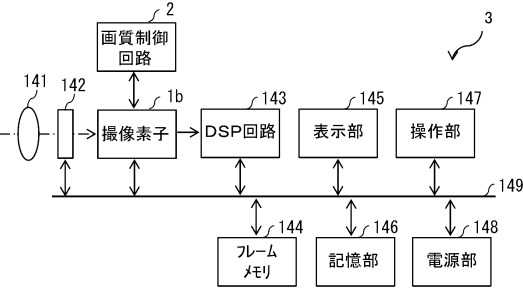 2
3
画質制御
回路
141
142
1b
143
145
147
撮像素子
DSP回路
表示部
操作部
149
144
146
148
フレーム
メモリ
記憶部
電源部